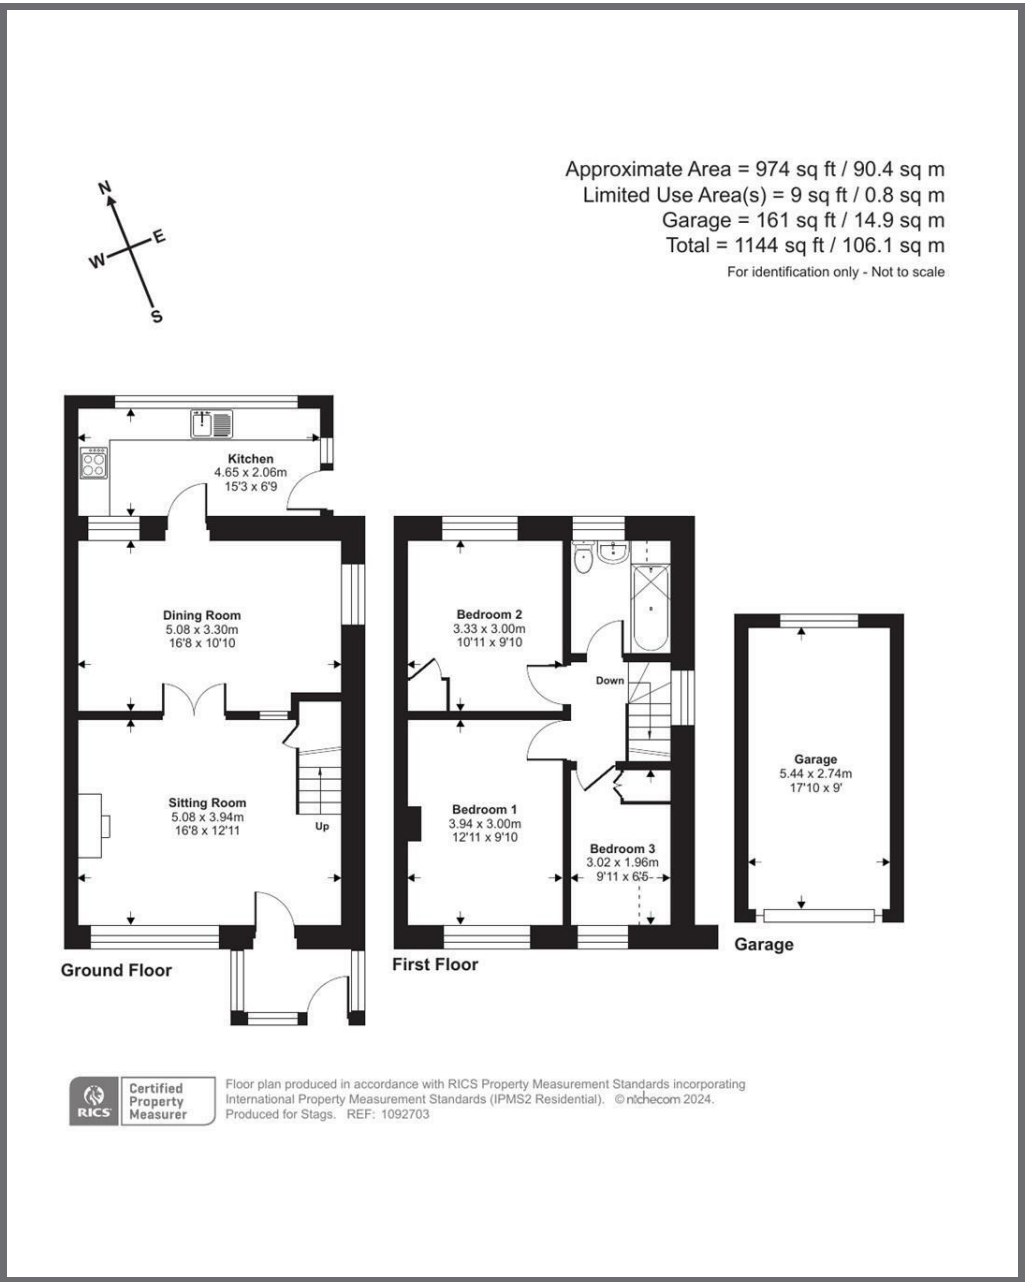 Approximate Area = 974 sq ft / 90.4 sq m
Limited Use Area(s) = 9 sq ft / 0.8 sq m
Garage = 161 sq ft / 14.9 sq m
Total = 1144 sq ft / 106.1 sq m
For identification only - Not to scale
N
E
W
S
Kitchen
4.65 x 2.06m
15'3 x 6'9
Dining Room
5.08 x 3.30m
16'8 x 10'10
Sitting Room
5.08 x 3.94m
16'8 x 12'11
Up
Ground Floor
Bedroom 2
3.33 x 3.00m
10'11 x 9'10
Down
Bedroom 1
3.94 x 3.00m
12'11 x 9'10
Bedroom 3
3.02 x 1.96m
9'11 x 6'5
First Floor
Garage
5.44 x 2.74m
17'10 x 9'
Garage
RICS
Certified
Property
Measurer
Floor plan produced in accordance with RICS Property Measurement Standards incorporating
International Property Measurement Standards (IPMS2 Residential). © nichecom 2024.
Produced for Stags. REF: 1092703